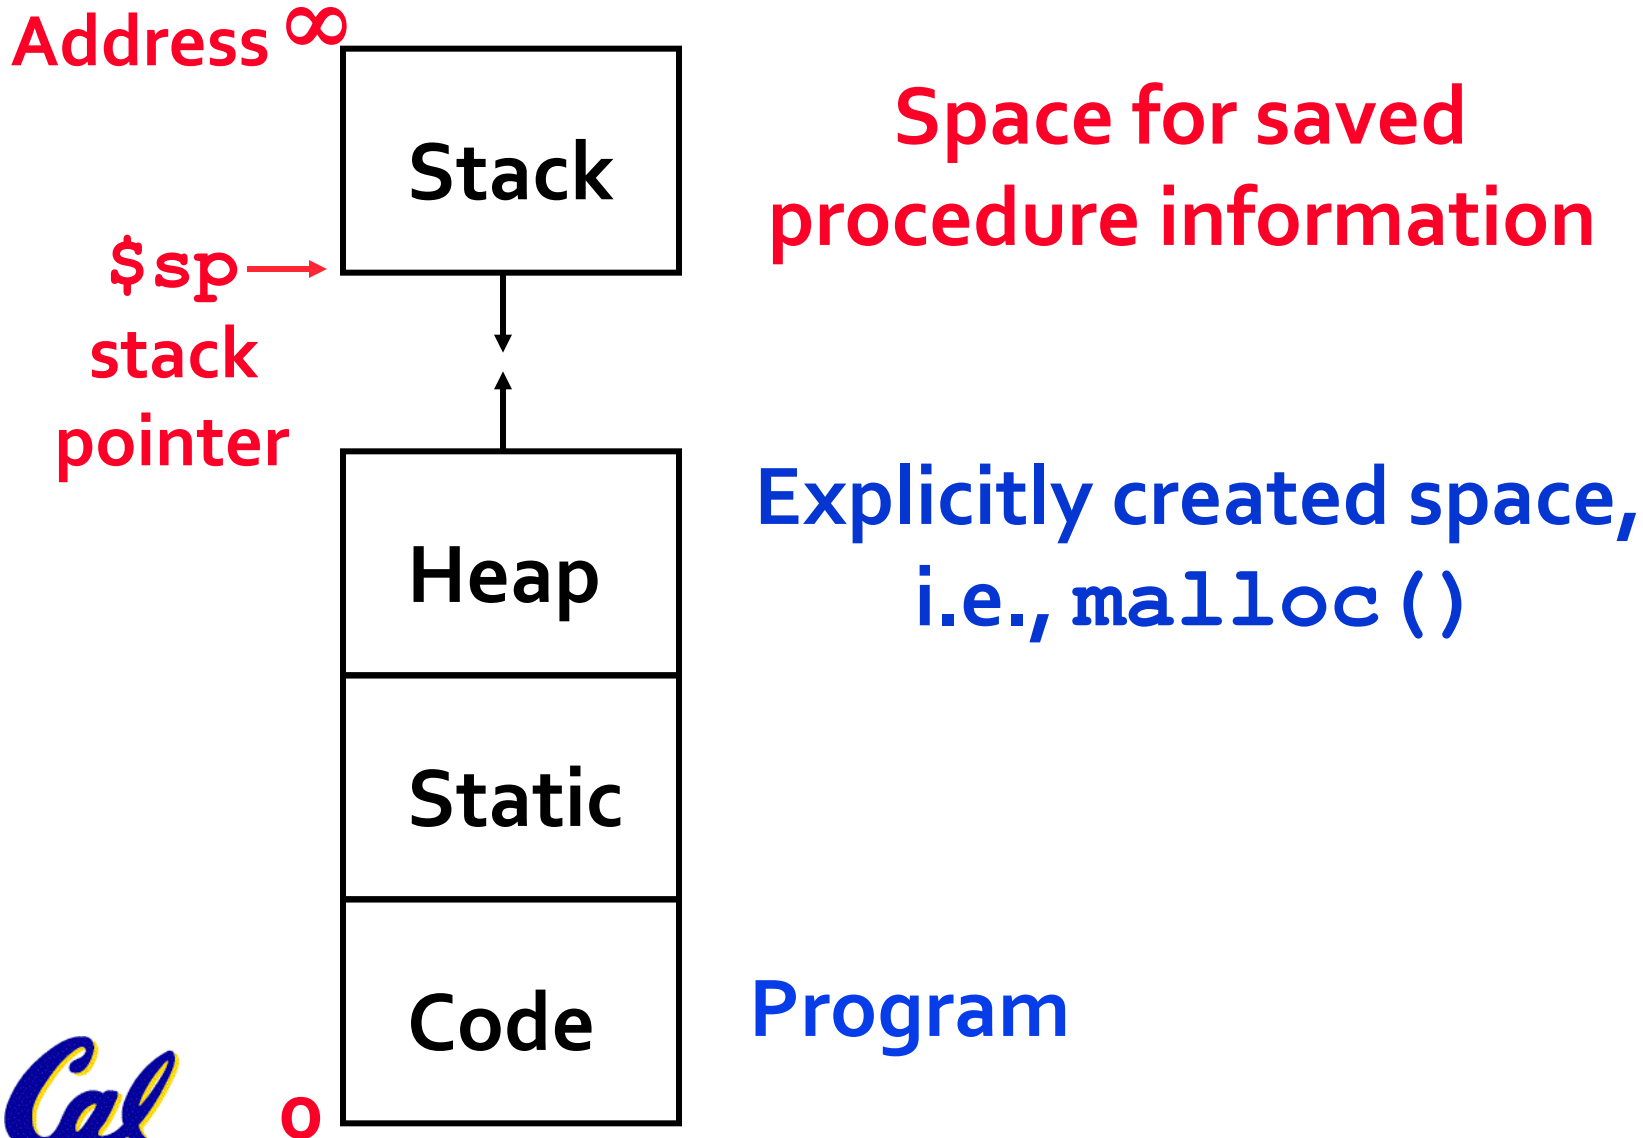 Address ∞
Stack
Space for saved
procedure information
$sp
stack
pointer
Heap
Explicitly created space,
i.e., malloc()
Static
Code
Program
Cal
0